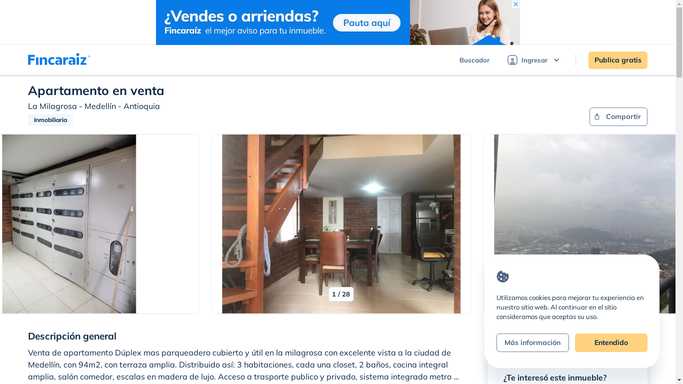 ¿Vendes o arriendas?
Fincaraíz el mejor aviso para tu inmueble.
Pauta aquí
Fincaraíz
Buscador
Ingresar
Publica gratis
Apartamento en venta
La Milagrosa - Medellín - Antioquia
Inmobiliaria
Compartir
1 / 28
Utilizamos cookies para mejorar tu experiencia en
nuestro sitio web. Al continuar en el sitio
consideramos que aceptas su uso.
Más información
Entendido
Descripción general
Venta de apartamento Dúplex mas parqueadero cubierto y útil en la milagrosa con excelente vista a la ciudad de
Medellín, con 94m2, con terraza amplia. Distribuido así: 3 habitaciones, cada una closet, 2 baños, cocina integral
amplia, salón comedor, escalas en madera de lujo. Acceso a trasporte publico y privado, sistema integrado metro ...
¿Te interesó este inmueble?